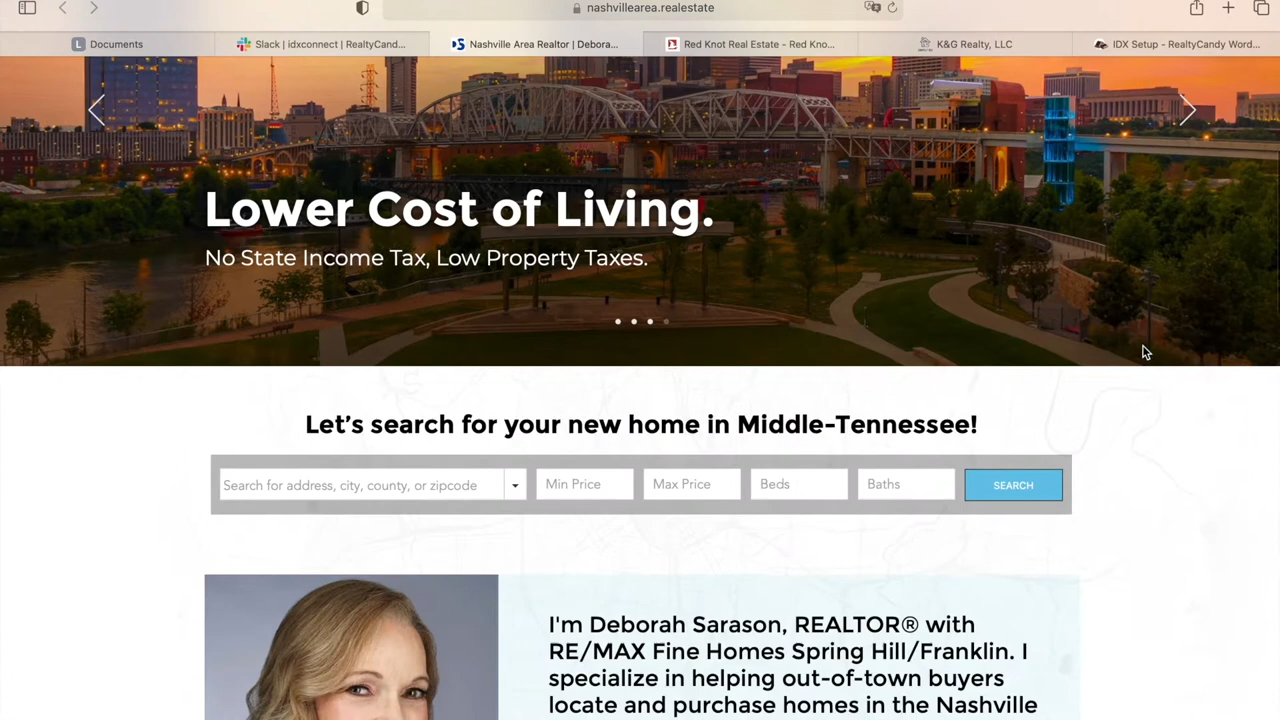 nashvillearea.realestate
Documents
Slack | idxconnect | RealtyCand...
Nashville Area Realtor | Debora...
Red Knot Real Estate - Red Kno...
K&G Realty, LLC
IDX Setup - RealtyCandy Word...
Lower Cost of Living.
No State Income Tax, Low Property Taxes.
Let’s search for your new home in Middle-Tennessee!
Search for address, city, county, or zipcode
Min Price
Max Price
Beds
Baths
SEARCH
I'm Deborah Sarason, REALTOR® with
RE/MAX Fine Homes Spring Hill/Franklin. I
specialize in helping out-of-town buyers
locate and purchase homes in the Nashville